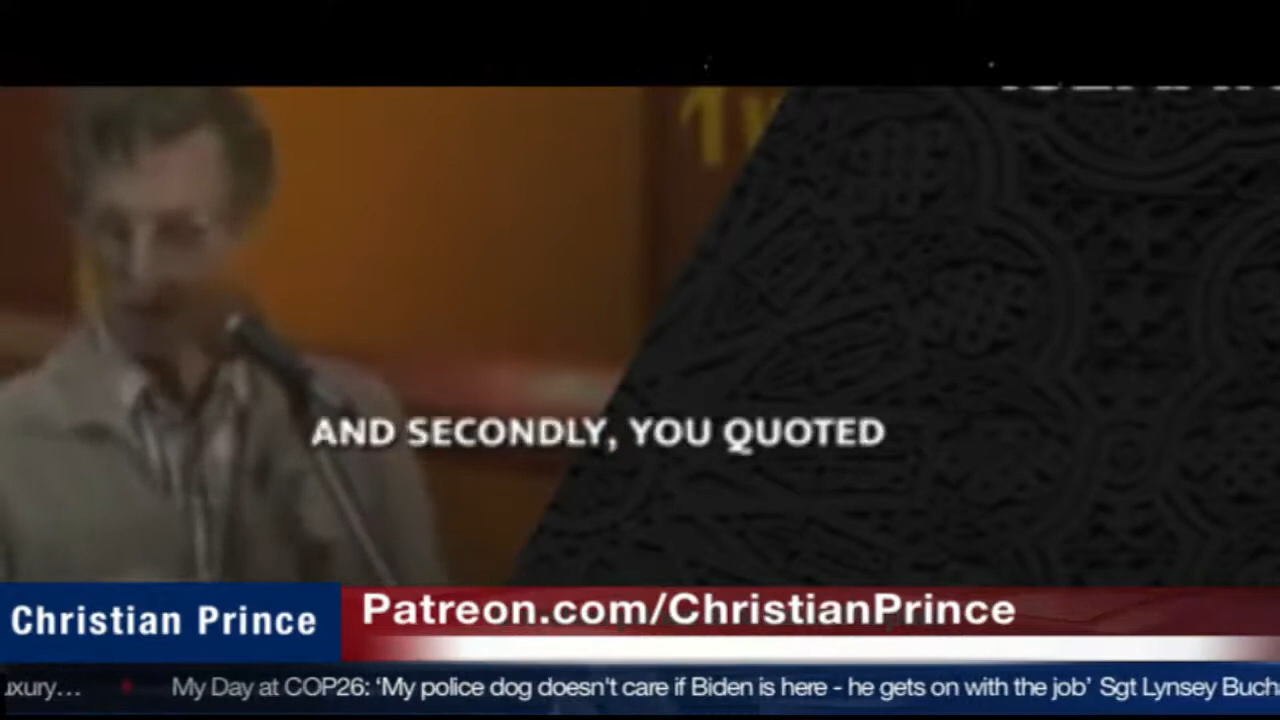 AND SECONDLY, YOU QUOTED
Christian Prince
Patreon.com/ChristianPrince
My Day at COP26: ‘My police dog doesn't care if Biden is here - he gets on with the job’ Sgt Lynsey